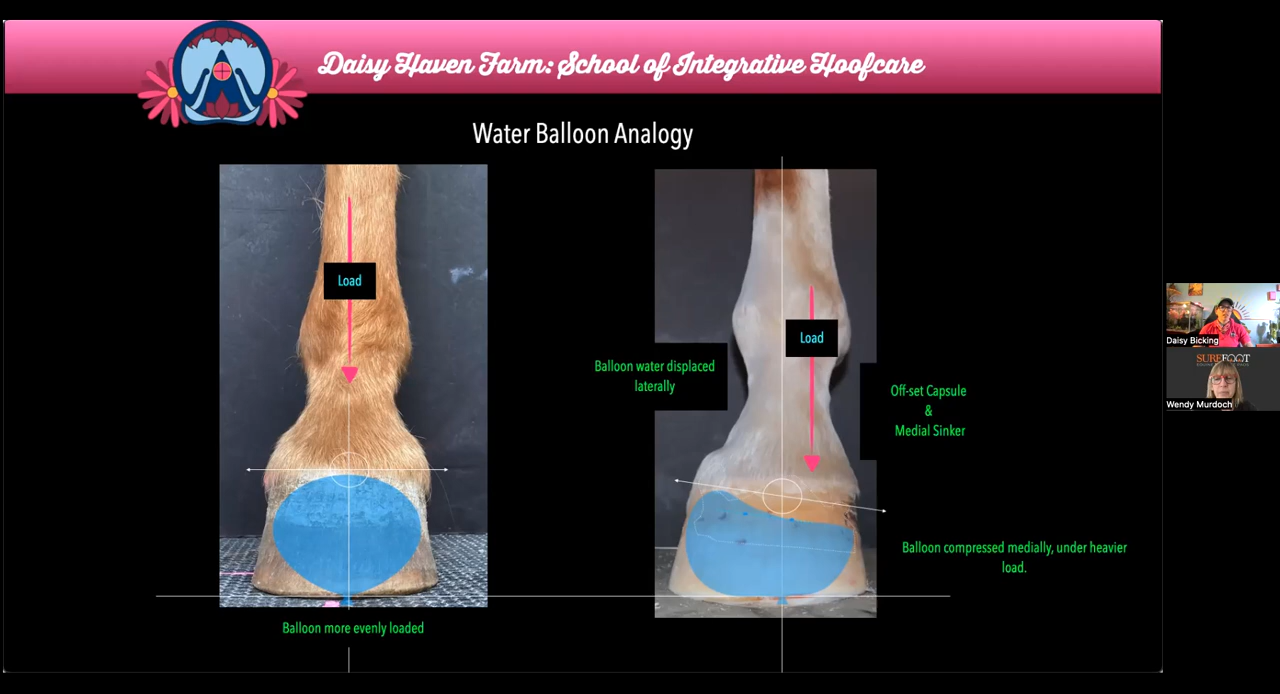 Daisy Haven Farm: School of Integrative Hoofcare
Water Balloon Analogy
Load
Load
Balloon water displaced
laterally
Off-set Capsule
&
Medial Sinker
Balloon compressed medially, under heavier
load.
Balloon more evenly loaded
Daisy Bicking
SUREFOOT
Wendy Murdoch